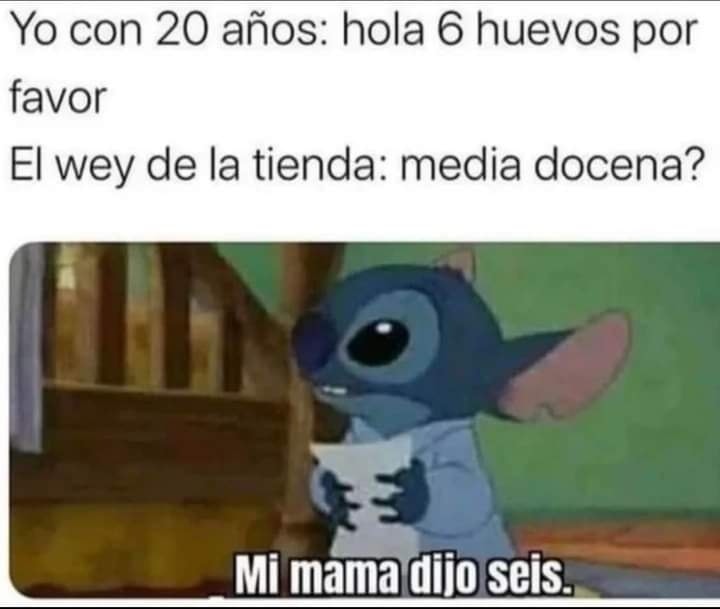 Yo con 20 años: hola 6 huevos por
favor
El wey de la tienda: media docena?
Mi mama dijo seis.